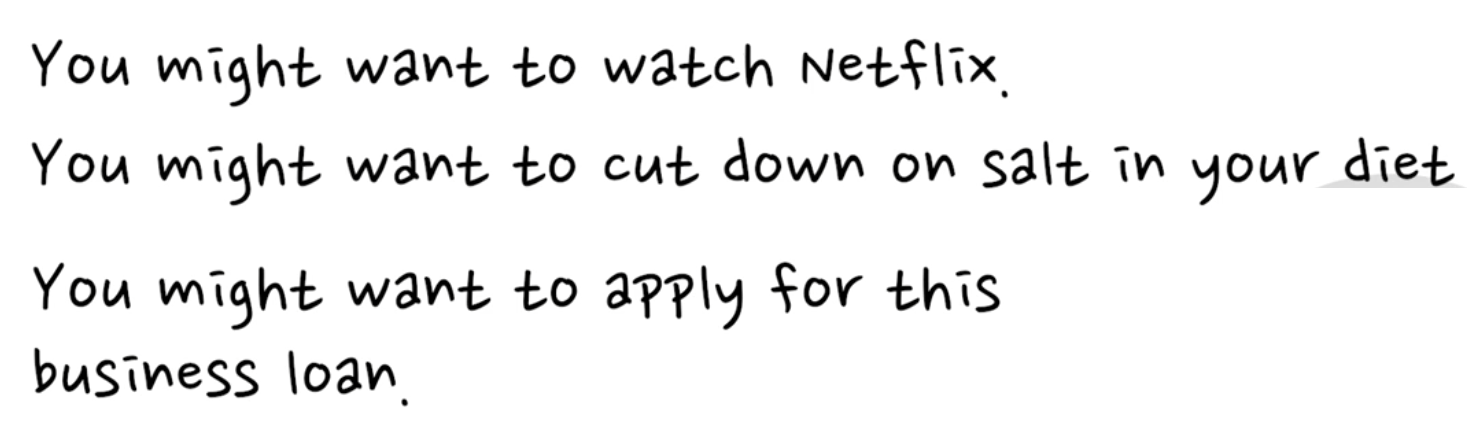 You might want to watch Netflix.
You might want to cut down on salt in your diet
You might want to apply for this
business loan.